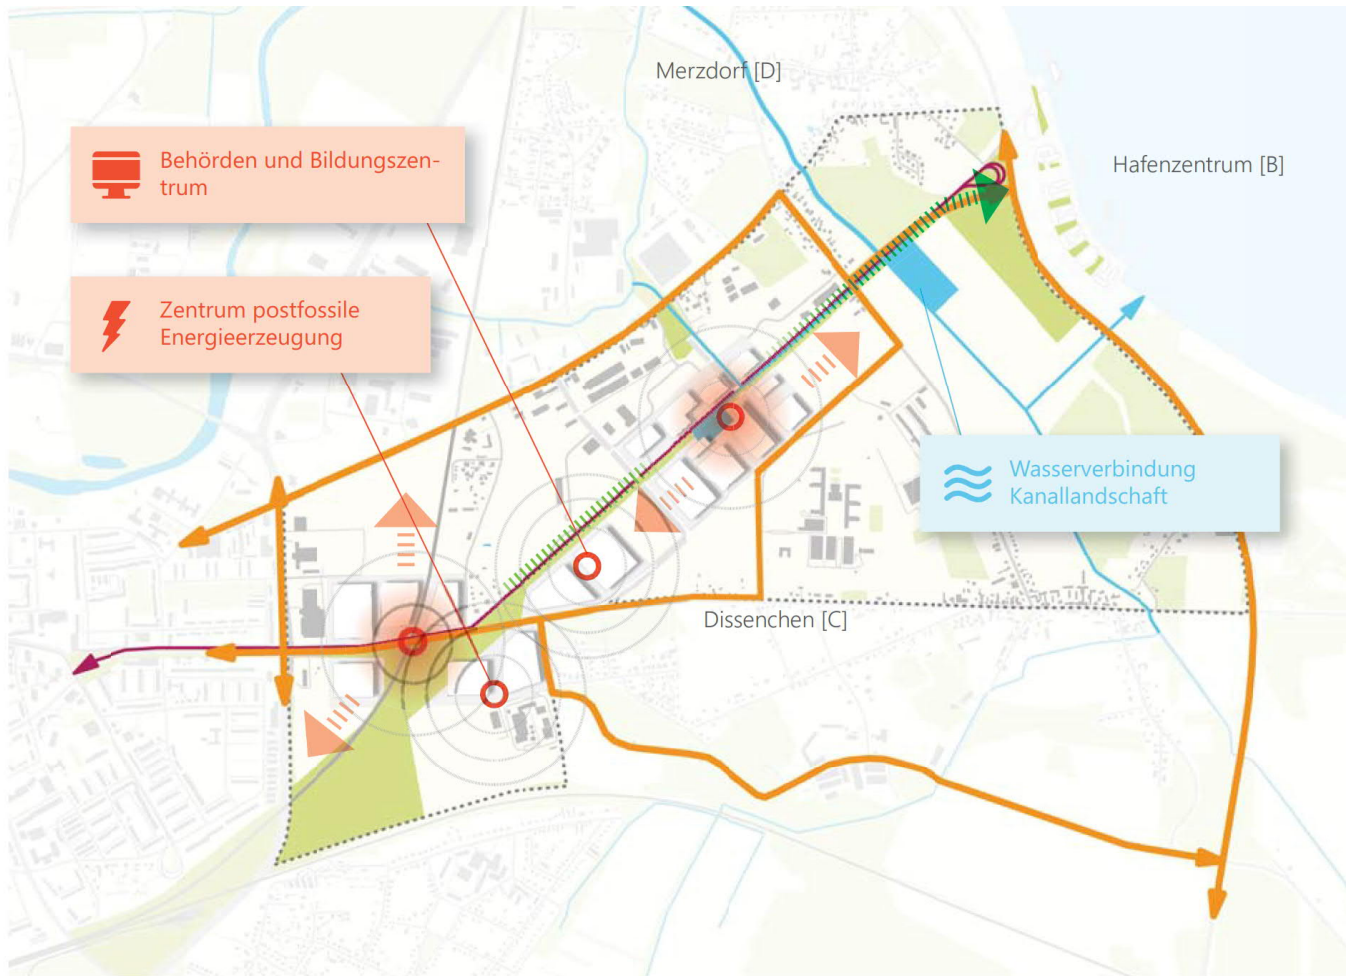 Merzdorf [D]
Behörden und Bildungszen-
trum
Hafenzentrum [B]
Zentrum postfossile
Energieerzeugung
Wasserverbindung
Kanallandschaft
Dissenchen [C]